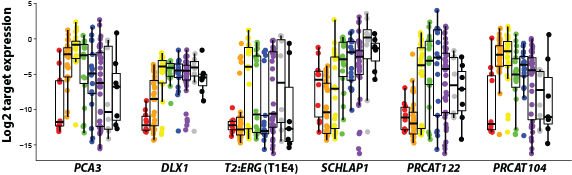 Log2 target expression
5
0
−5
−10
−15
PCA3 DLX1 T2:ERG (T1E4) SCHLAP1 PRCAT122 PRCAT104